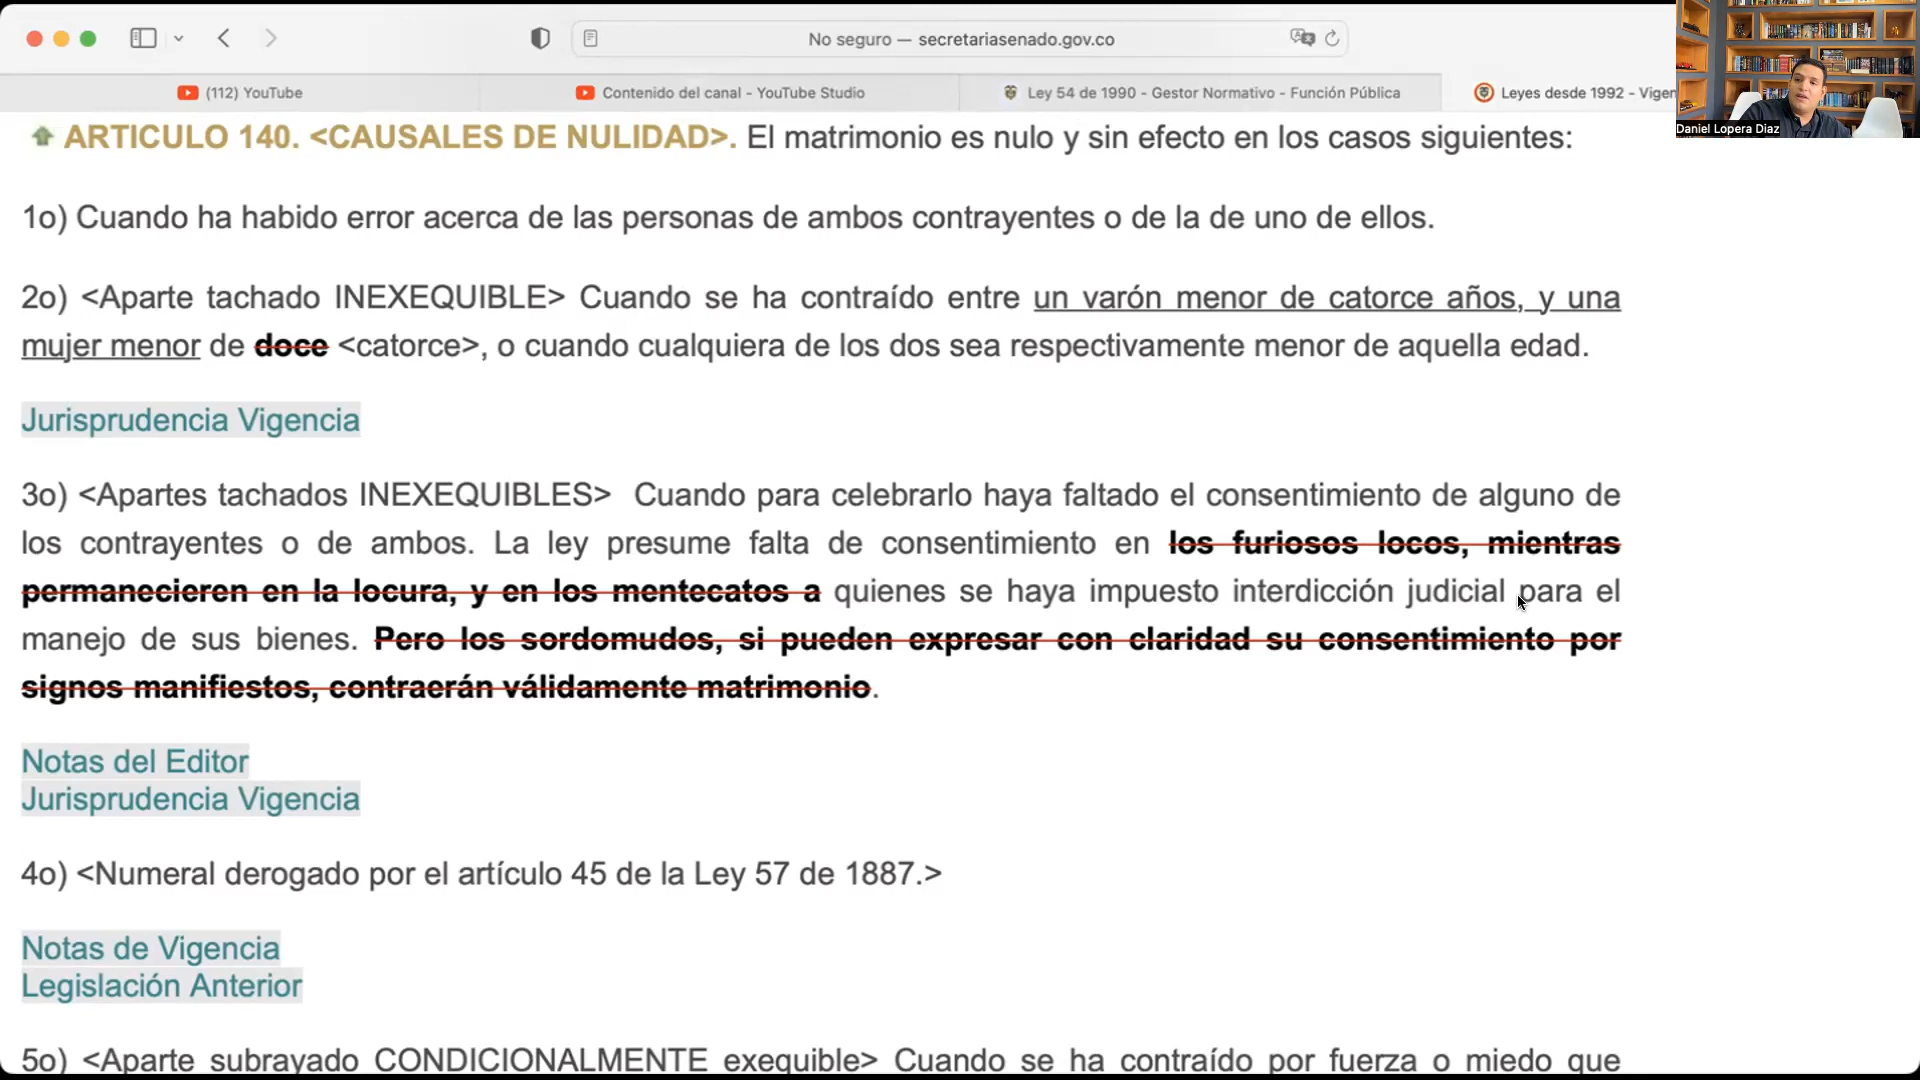 No seguro — secretariasenado.gov.co
(112) YouTube
Contenido del canal - YouTube Studio
Ley 54 de 1990 - Gestor Normativo - Función Pública
Leyes desde 1992 - Vigen
Daniel Lopera Diaz
ARTICULO 140. <CAUSALES DE NULIDAD>. El matrimonio es nulo y sin efecto en los casos siguientes:
1o) Cuando ha habido error acerca de las personas de ambos contrayentes o de la de uno de ellos.
2o) <Aparte tachado INEXEQUIBLE> Cuando se ha contraído entre un varón menor de catorce años, y una
mujer menor de doce <catorce>, o cuando cualquiera de los dos sea respectivamente menor de aquella edad.
Jurisprudencia Vigencia
3o) <Apartes tachados INEXEQUIBLES> Cuando para celebrarlo haya faltado el consentimiento de alguno de
los contrayentes o de ambos. La ley presume falta de consentimiento en los furiosos locos, mientras
permanecieren en la locura, y en los mentecatos a quienes se haya impuesto interdicción judicial para el
manejo de sus bienes. Pero los sordomudos, si pueden expresar con claridad su consentimiento por
signos manifiestos, contraerán válidamente matrimonio.
Notas del Editor
Jurisprudencia Vigencia
4o) <Numeral derogado por el artículo 45 de la Ley 57 de 1887.>
Notas de Vigencia
Legislación Anterior
5o) <Aparte subrayado CONDICIONALMENTE exequible> Cuando se ha contraído por fuerza o miedo que